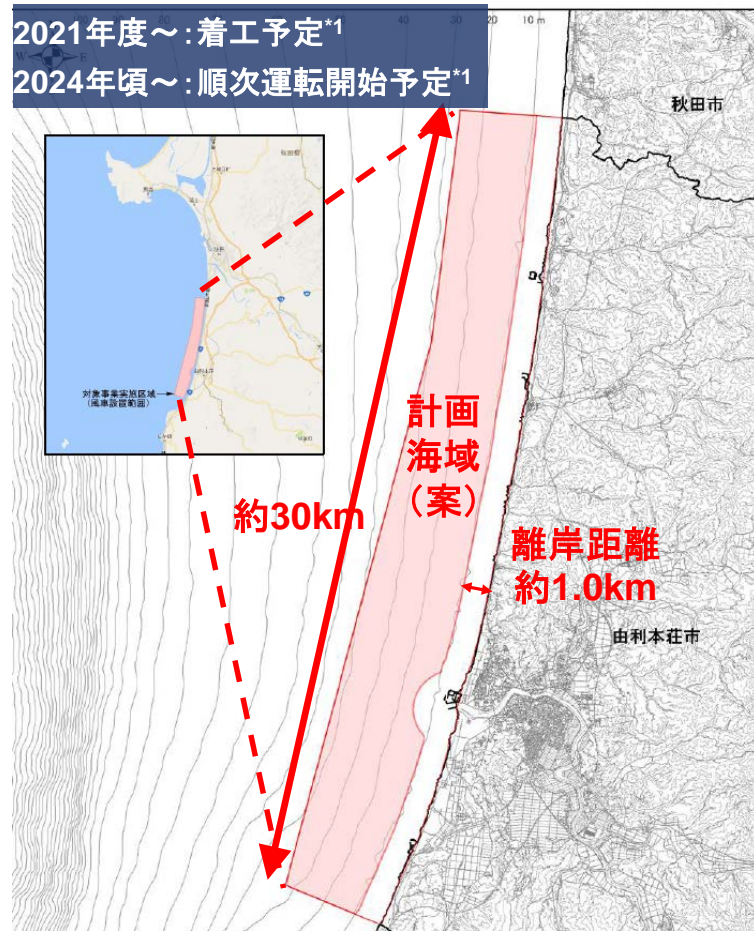 2021年度～：着工予定*1
2024年頃～：順次運転開始予定*1
W E
30 20 10 m
秋田市
対象事業実施区域
(風車設置範囲)
計画
海域
（案）
約30km
離岸距離
約1.0km
由利本荘市